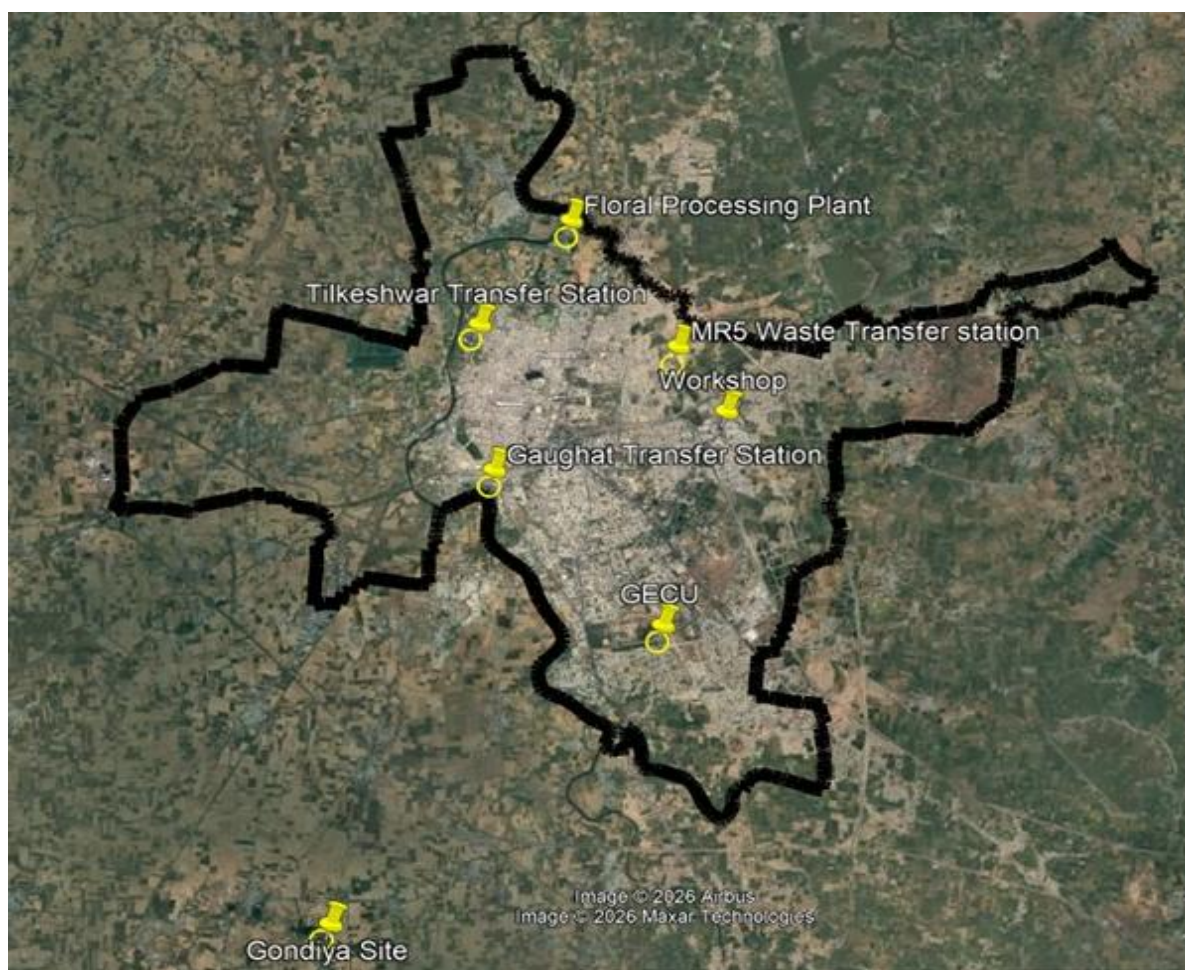 Floral Processing Plant
Tilkeshwar Transfer Station
MR5 Waste Transfer station
Workshop
Gaughat Transfer Station
GECU
Image © 2026 Airbus
Image © 2026 Maxar Technologies
Gondiya Site